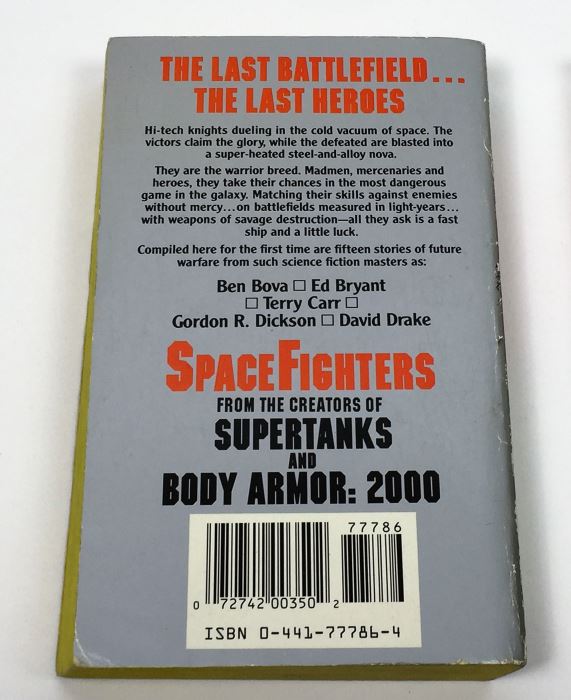 THE LAST BATTLEFIELD...
THE LAST HEROES
Hi-tech knights dueling in the cold vacuum of space. The
victors claim the glory, while the defeated are blasted into
a super-heated steel-and-alloy nova.
They are the warrior breed. Madmen, mercenaries and
heroes, they take their chances in the most dangerous
game in the galaxy. Matching their skills against enemies
without mercy...on battlefields measured in light-years...
with weapons of savage destruction—all they ask is a fast
ship and a little luck.
Compiled here for the first time are fifteen stories of future
warfare from such science fiction masters as:
Ben Bova □ Ed Bryant
□ Terry Carr □
Gordon R. Dickson □ David Drake
SPACEFIGHTERS
FROM THE CREATORS OF
SUPERTANKS
AND
BODY ARMOR: 2000
77786
0 72742 00350 2
ISBN 0-441-77786-4